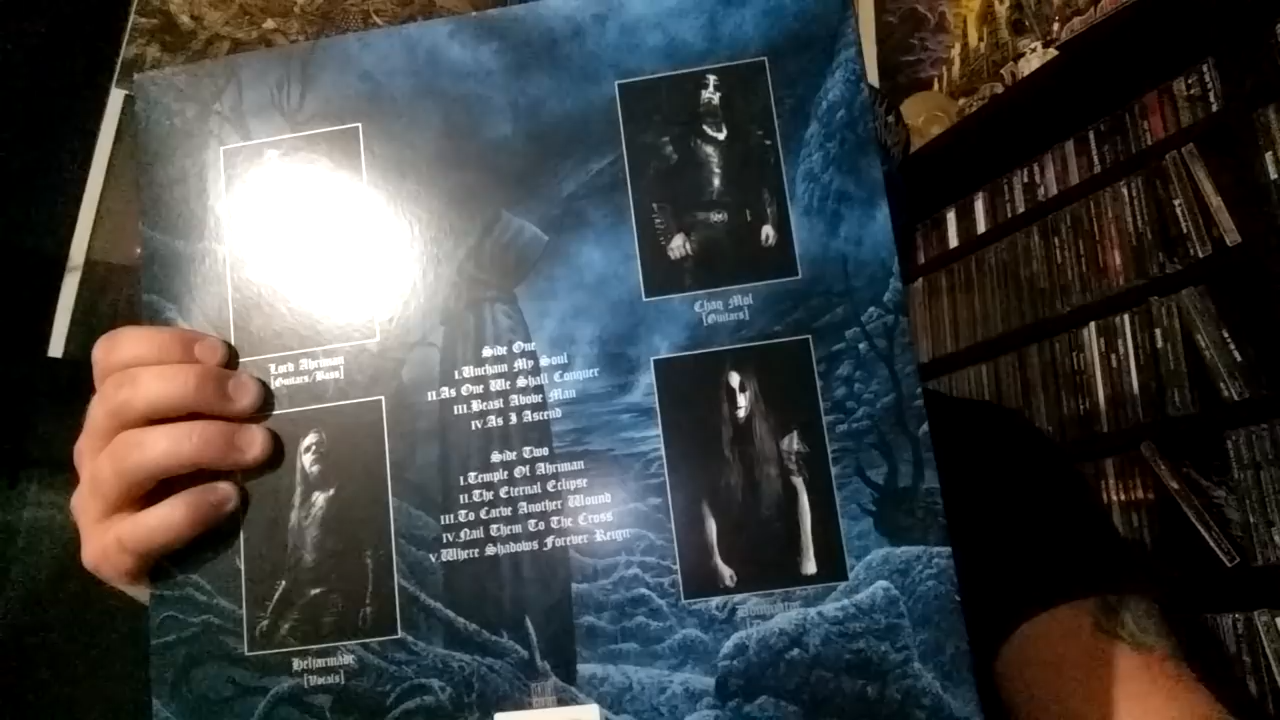 Lord Ahriman
[Guitars/Bass]
Chaq Mol
[Guitars]
Side One
I.Unchain My Soul
II.As One We Shall Conquer
III.Beast Above Man
IV.As I Ascend
Side Two
I.Temple Of Ahriman
II.The Eternal Eclipse
III.To Carve Another Wound
IV.Nail Them To The Cross
V.Where Shadows Forever Reign
Heljarmadr
[Vocals]
Dominator